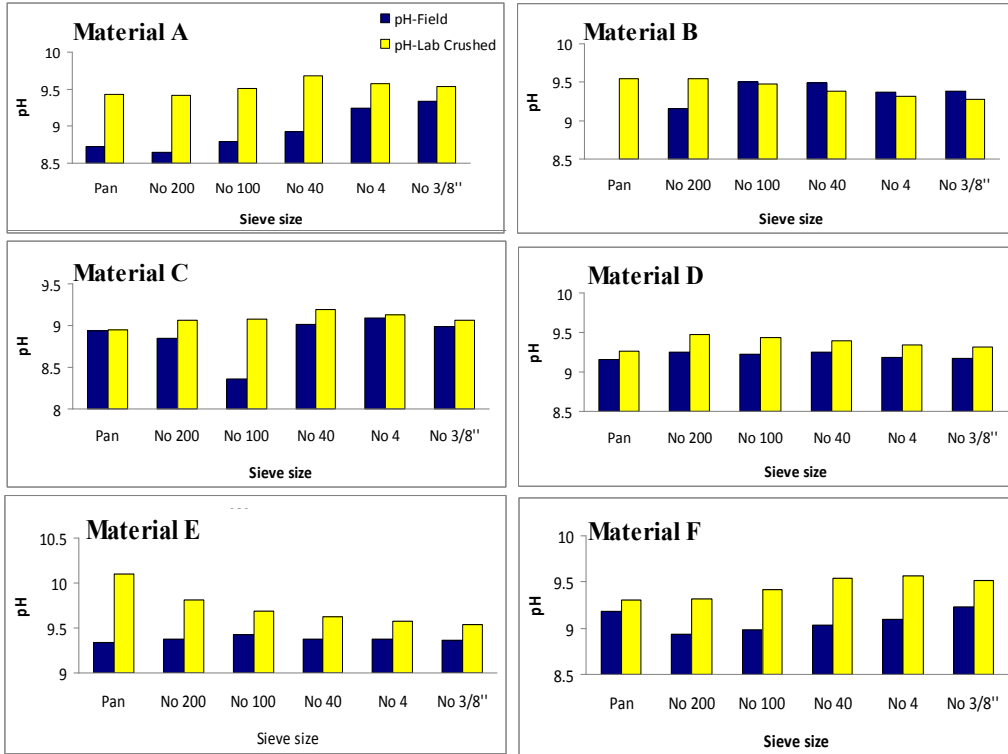 Material A
pH-Field
pH-Lab Crushed
10
9.5
9
8.5
pH
Pan No 200 No 100 No 40 No 4 No 3/8''
Sieve size
Material B
10
9.5
9
8.5
pH
Pan No 200 No 100 No 40 No 4 No 3/8''
Sieve size
Material C
9.5
9
8.5
8
pH
Pan No 200 No 100 No 40 No 4 No 3/8''
Sieve size
Material D
10
9.5
9
8.5
pH
Pan No 200 No 100 No 40 No 4 No 3/8''
Sieve size
Material E
10.5
10
9.5
9
pH
Pan No 200 No 100 No 40 No 4 No 3/8''
Sieve size
Material F
10
9.5
9
8.5
pH
Pan No 200 No 100 No 40 No 4 No 3/8''
Sieve size